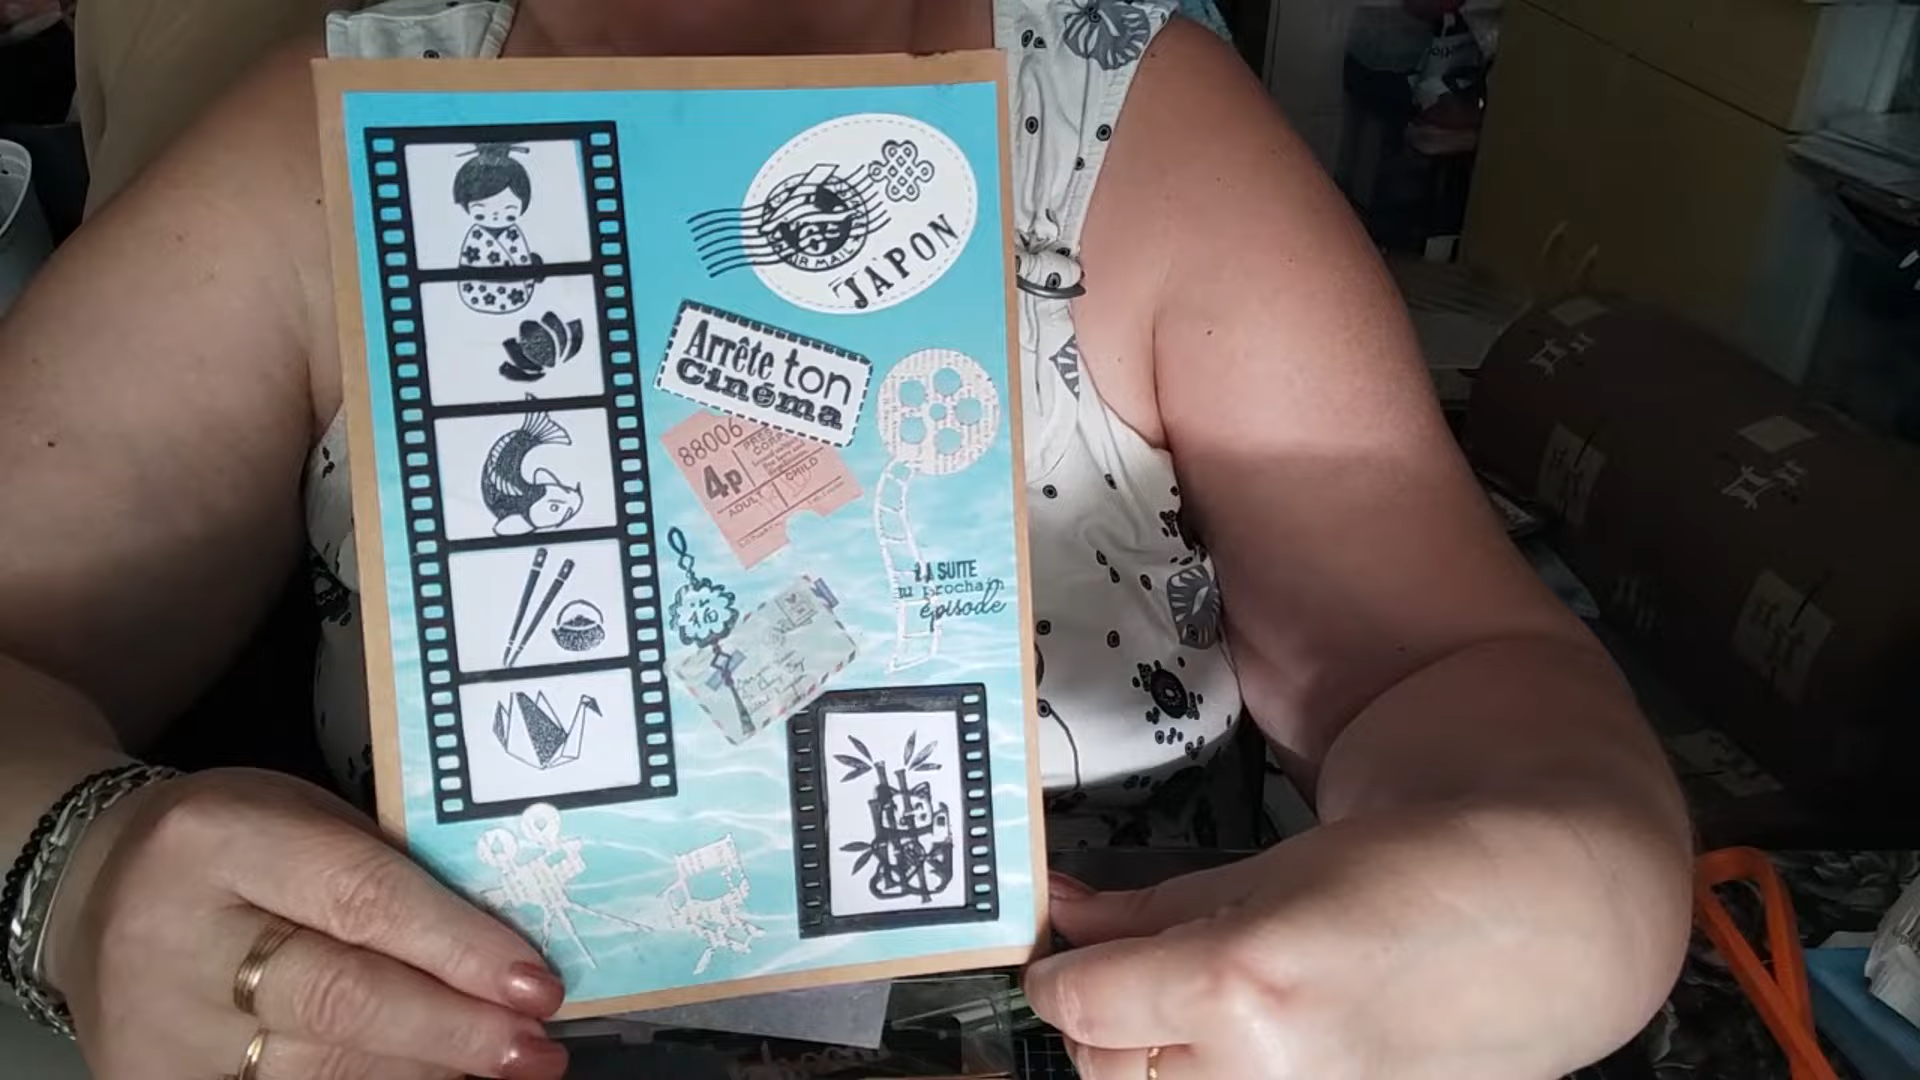 AIR MAIL
JAPON
Arrête ton
Cinéma
88006
4p
ADULT
CHILD
LA SUITE
au prochain
épisode